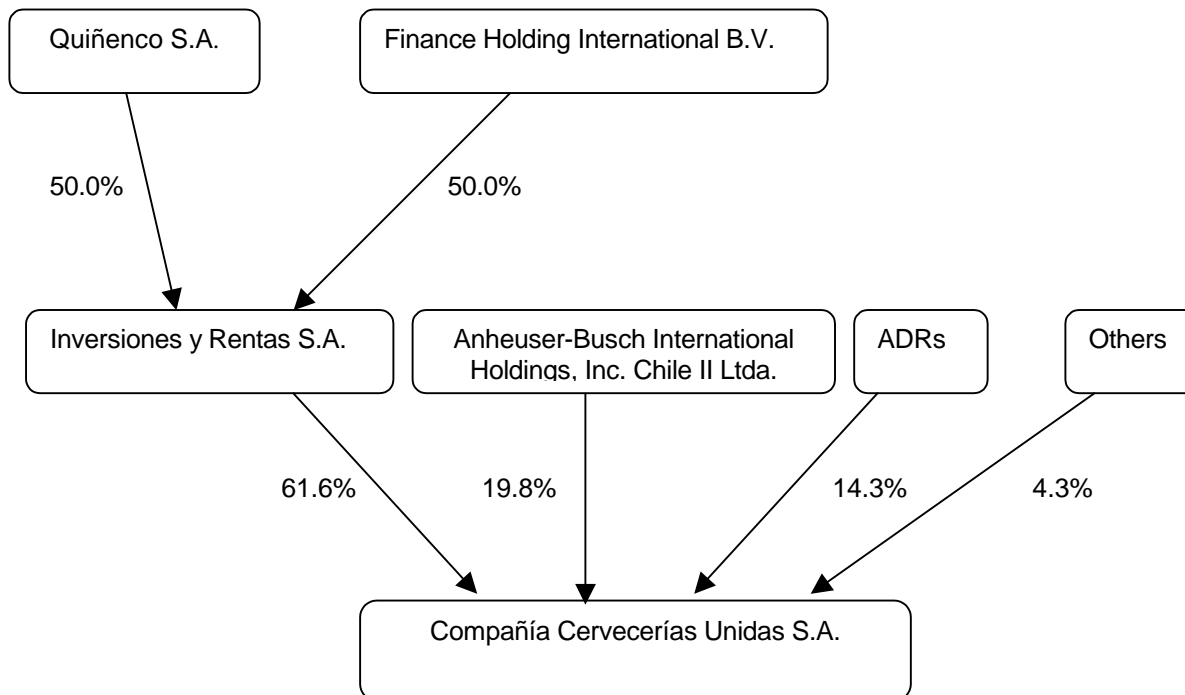 Quiñenco S.A.
Finance Holding International B.V.
50.0%
50.0%
Inversiones y Rentas S.A.
Anheuser-Busch International
Holdings, Inc. Chile II Ltda.
ADRs
Others
61.6%
19.8%
14.3%
4.3%
Compañía Cervecerías Unidas S.A.